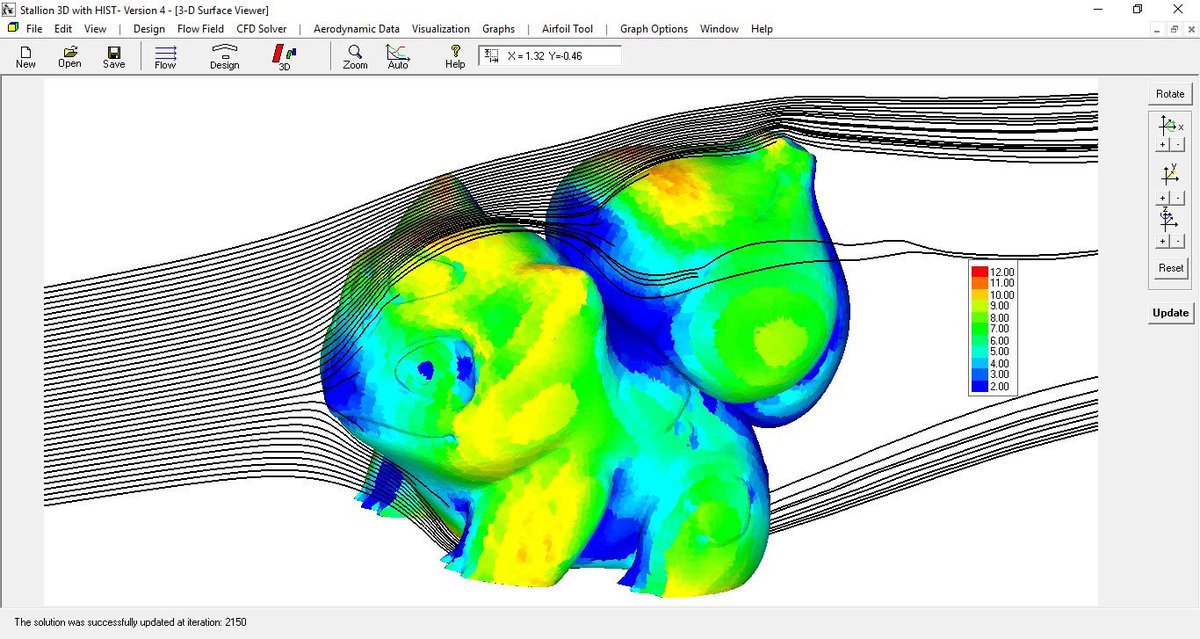 Stallion 3D with HIST- Version 4 - [3-D Surface Viewer]
File Edit View | Design Flow Field CFD Solver | Aerodynamic Data Visualization Graphs | Airfoil Tool | Graph Options Window Help
New Open Save Flow Design 3D Zoom Auto Help X = 1.32 Y=-0.46
Rotate
x
+ -
y
+ -
z
+ -
Reset
Update
12.00
11.00
10.00
9.00
8.00
7.00
6.00
5.00
4.00
3.00
2.00
The solution was successfully updated at iteration: 2150